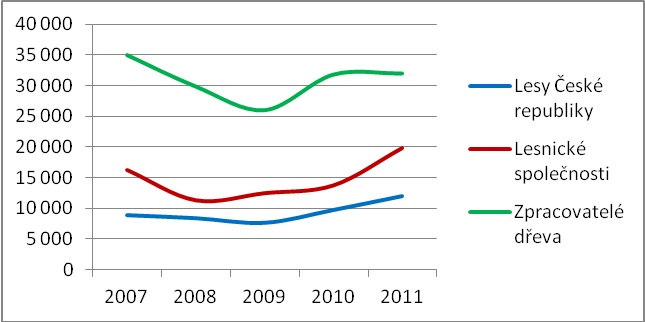 40 000
35 000
30 000
25 000
20 000
15 000
10 000
5 000
0
2007 2008 2009 2010 2011
Lesy České
republiky
Lesnické
společnosti
Zpracovatelé
dřeva